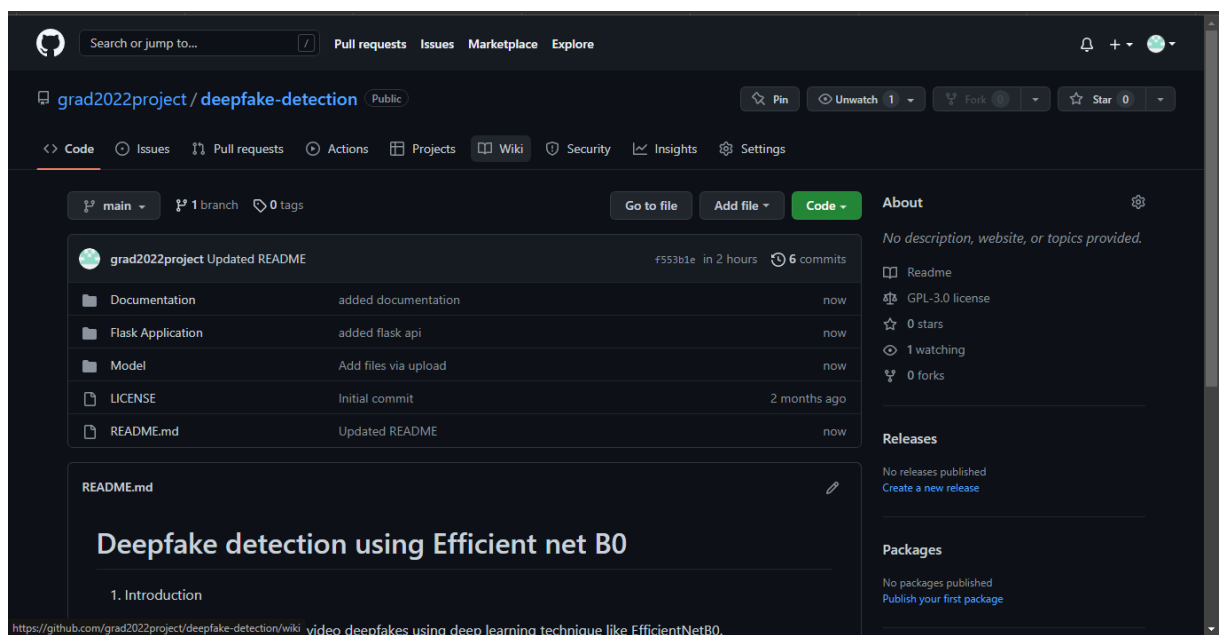 Search or jump to... / Pull requests Issues Marketplace Explore
grad2022project / deepfake-detection Public Pin Unwatch 1 Fork 0 Star 0
Code Issues Pull requests Actions Projects Wiki Security Insights Settings
main 1 branch 0 tags Go to file Add file Code
grad2022project Updated README f553b1e in 2 hours 6 commits
Documentation added documentation now
Flask Application added flask api now
Model Add files via upload now
LICENSE Initial commit 2 months ago
README.md Updated README now
README.md
Deepfake detection using Efficient net B0
1. Introduction
video deepfakes using deep learning technique like EfficientNetB0.
About
No description, website, or topics provided.
Readme
GPL-3.0 license
0 stars
1 watching
0 forks
Releases
No releases published
Create a new release
Packages
No packages published
Publish your first package
https://github.com/grad2022project/deepfake-detection/wiki